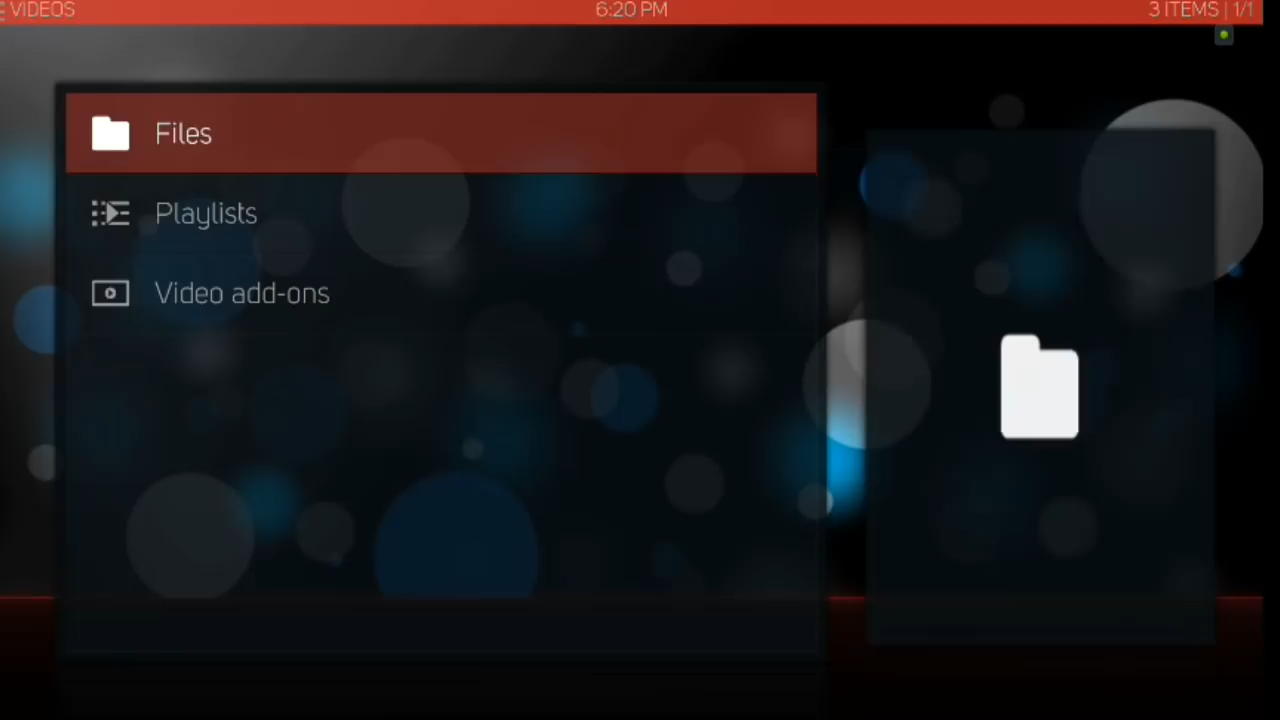 VIDEOS
6:20 PM
3 ITEMS | 1/1
Files
Playlists
Video add-ons